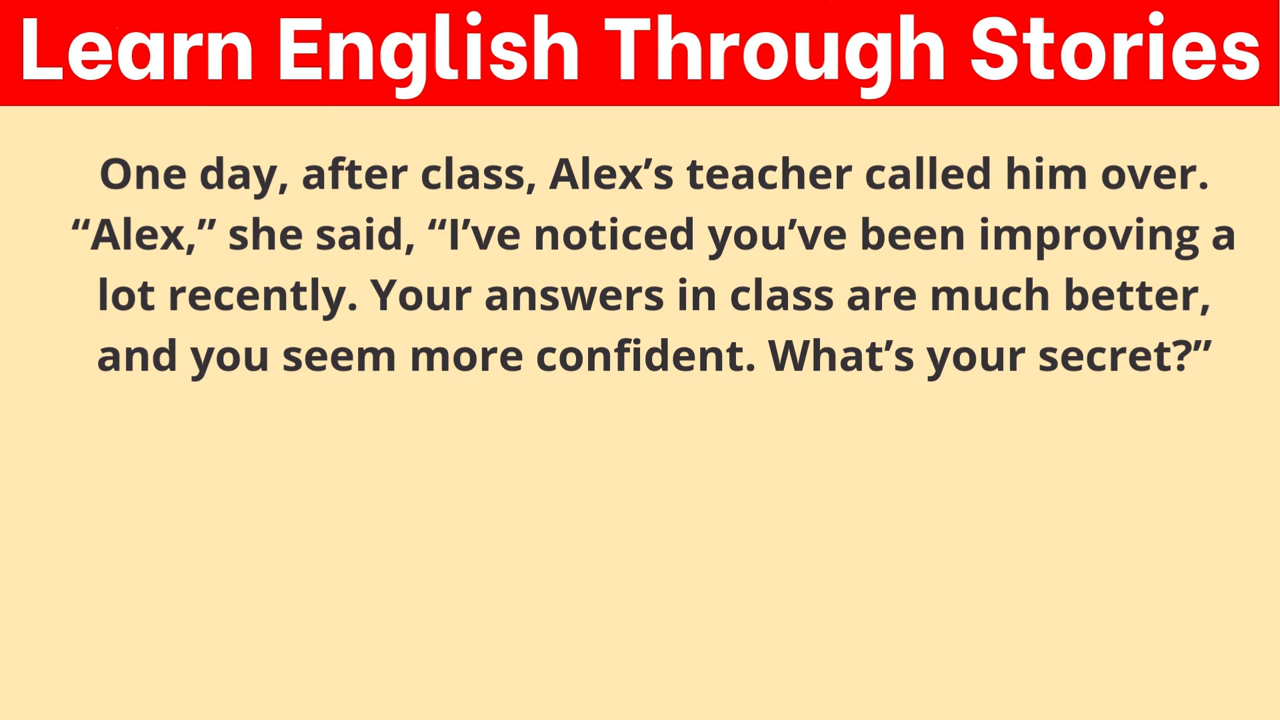 Learn English Through Stories
One day, after class, Alex’s teacher called him over.
“Alex,” she said, “I’ve noticed you’ve been improving a
lot recently. Your answers in class are much better,
and you seem more confident. What’s your secret?”